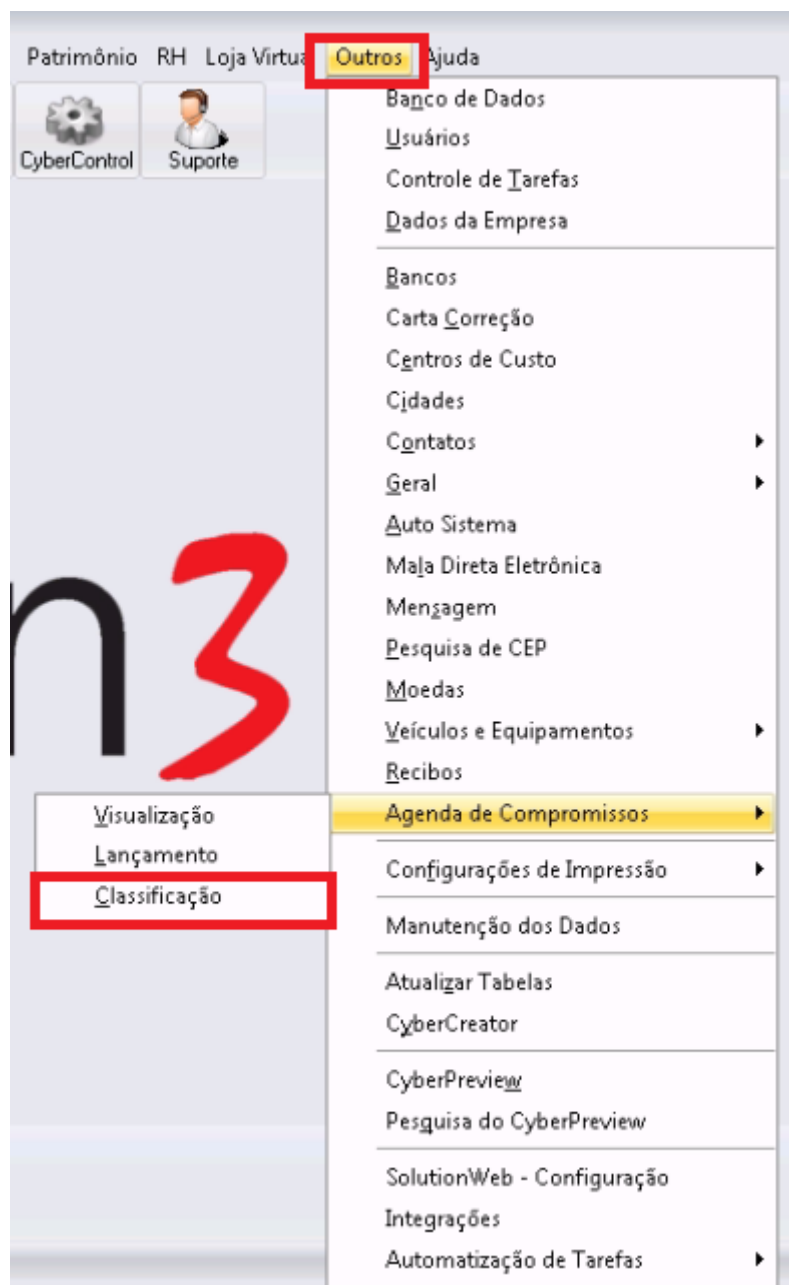 Patrimônio RH Loja Virtua Outros Ajuda
CyberControl Suporte
Banco de Dados
Usuários
Controle de Tarefas
Dados da Empresa
Bancos
Carta Correção
Centros de Custo
Cidades
Contatos
Geral
Auto Sistema
Mala Direta Eletrônica
Mensagem
Pesquisa de CEP
Moedas
Veículos e Equipamentos
Recibos
Agenda de Compromissos
Visualização
Lançamento
Classificação
Configurações de Impressão
Manutenção dos Dados
Atualizar Tabelas
CyberCreator
CyberPreview
Pesquisa do CyberPreview
SolutionWeb - Configuração
Integrações
Automatização de Tarefas
n3